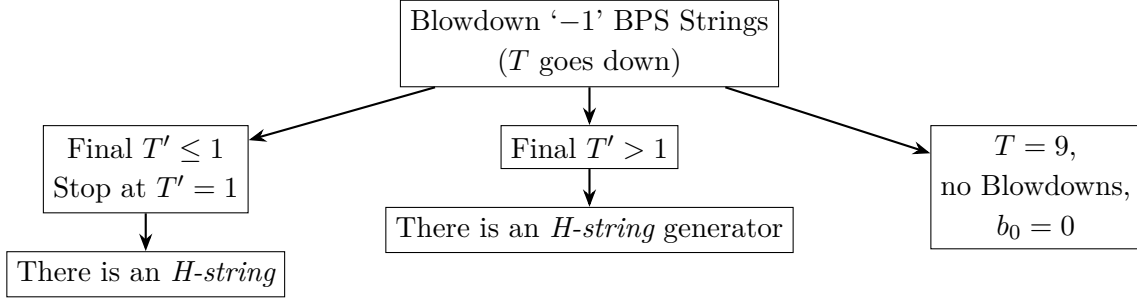 Blowdown ‘−1’ BPS Strings
(T goes down)
Final T′ ≤ 1
Stop at T′ = 1
Final T′ > 1
T = 9,
no Blowdowns,
b₀ = 0
There is an H-string generator
There is an H-string